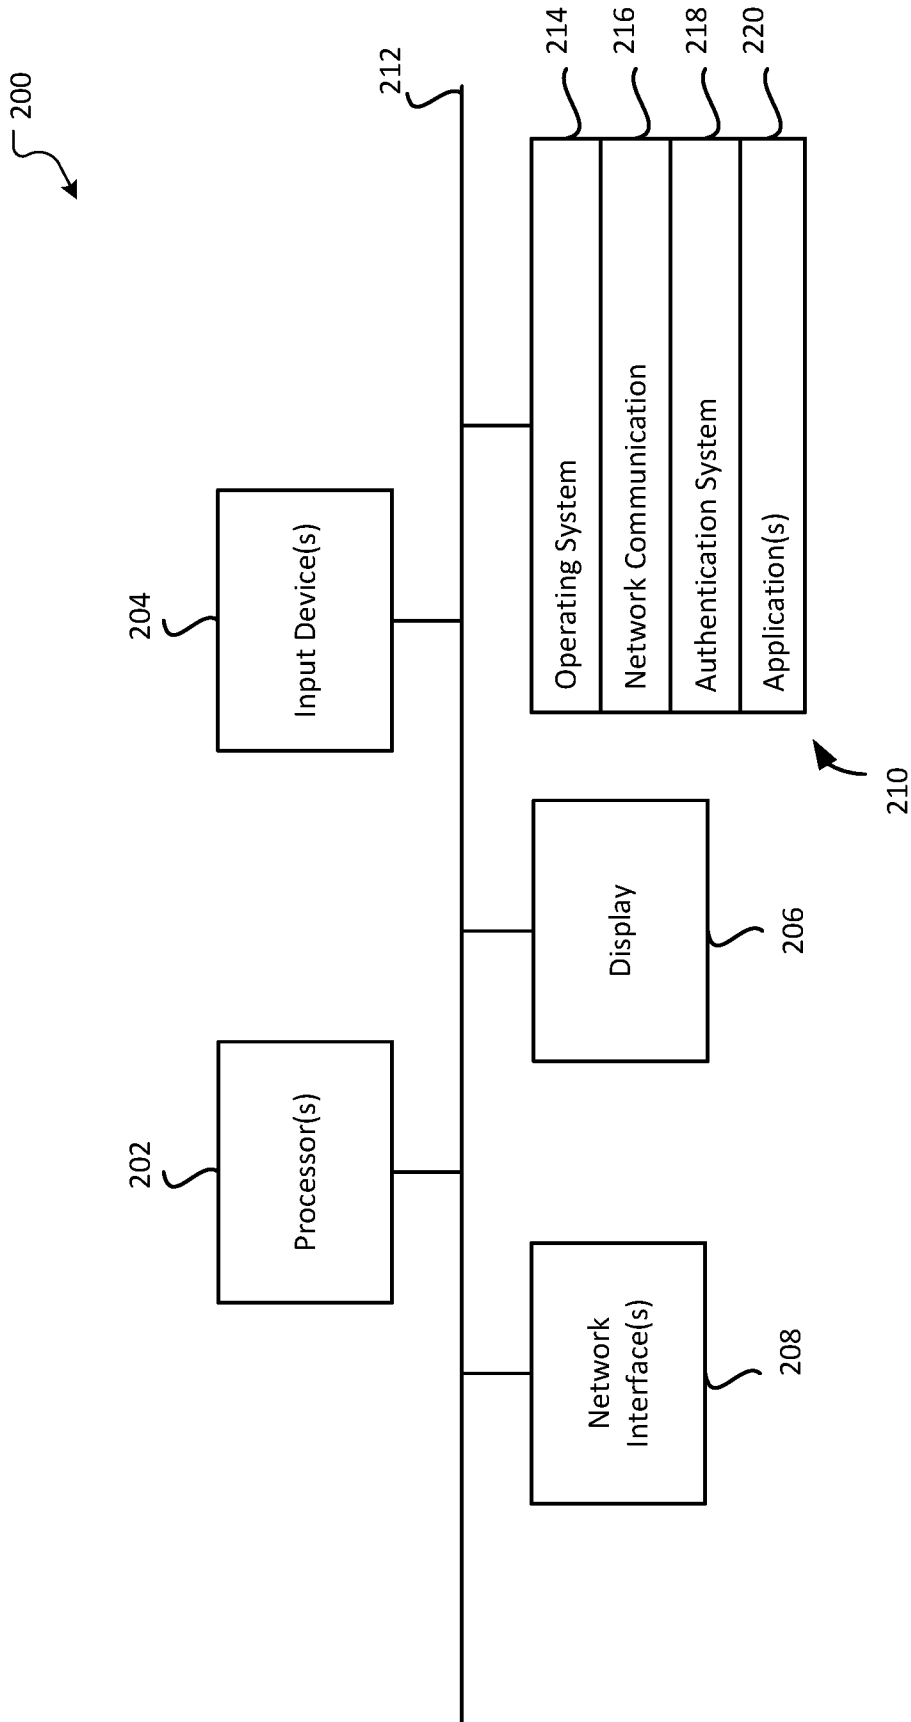 200
202
Processor(s)
204
Input Device(s)
212
208
Network
Interface(s)
206
Display
210
Operating System
214
Network Communication
216
Authentication System
218
Application(s)
220